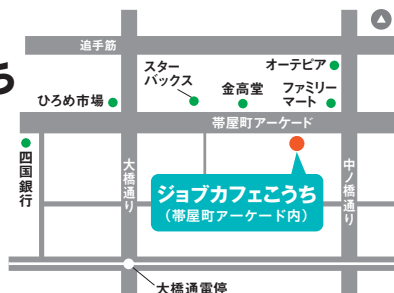 ち
追手筋
オーテピア
スター
バックス
金高堂
ファミリー
マート
ひろめ市場
帯屋町アーケード
四国銀行
大橋通り
中ノ橋通り
ジョブカフェこうち
（帯屋町アーケード内）
大橋通電停